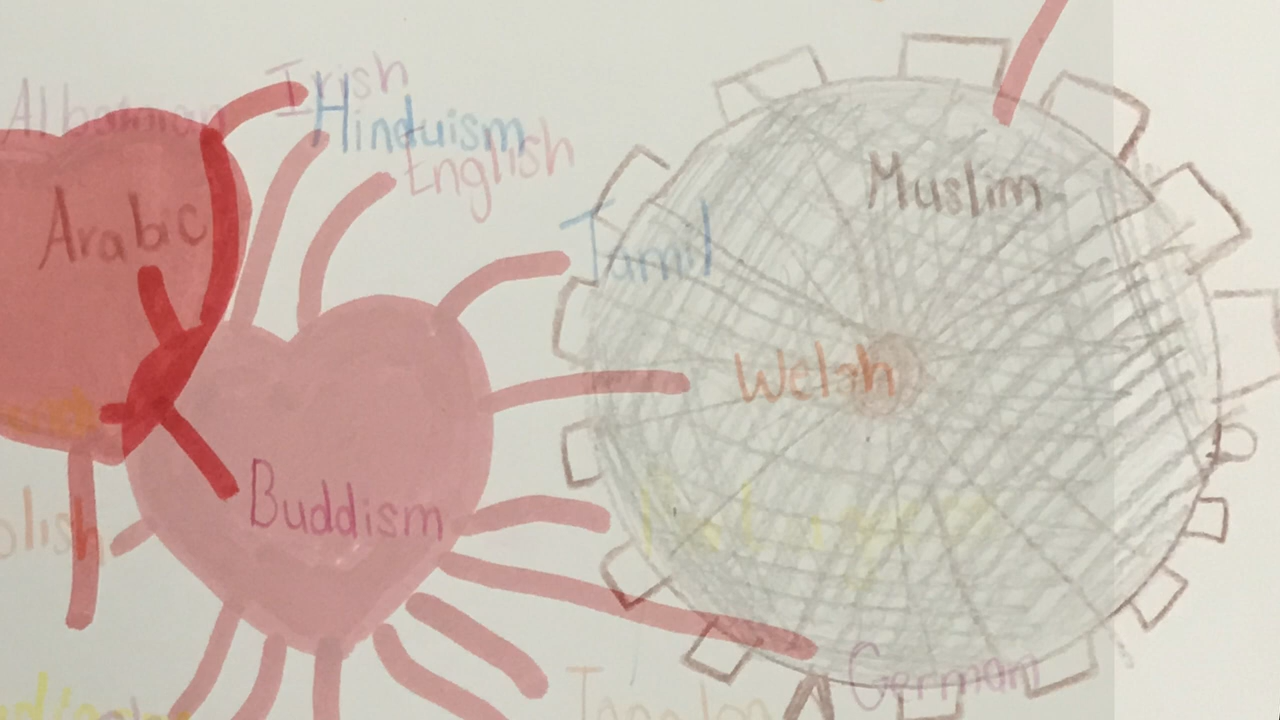 Albanian
Irish
Hinduism
English
Muslim
Arabic
Tamil
Welsh
Buddism
German